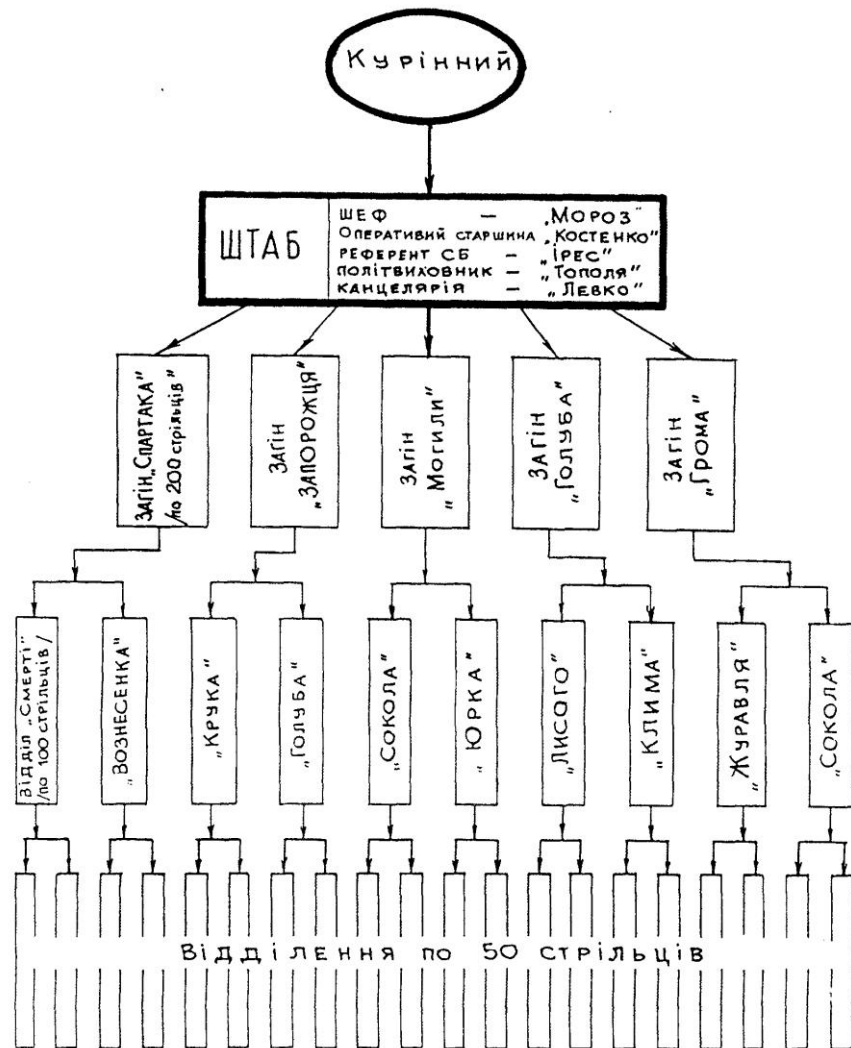 Курінний
ШТАБ
ШЕФ — „МОРОЗ"
ОПЕРАТИВИЙ СТАРШИНА „КОСТЕНКО"
РЕФЕРЕНТ СБ – „ІРЕС"
ПОЛІТВИХОВНИК – „ТОПОЛЯ"
КАНЦЕЛЯРІЯ – „ЛЕВКО"
ЗАГІН „СПАРТАКА"
/по 200 стрільців/
ЗАГІН
„ЗАПОРОЖЦЯ"
ЗАГІН
„МОГИЛИ"
ЗАГІН
„ГОЛУБА"
ЗАГІН
„ГРОМА"
ВІДДІЛ „СМЕРТІ"
/по 100 СТРІЛЬЦІВ/
„ВОЗНЕСЕНКА"
„КРУКА"
„ГОЛУБА"
„СОКОЛА"
„ЮРКА"
„ЛИСОГО"
„КЛИМА"
„ЖУРАВЛЯ"
„СОКОЛА"
ВІДДІЛЕННЯ ПО 50 СТРІЛЬЦІВ